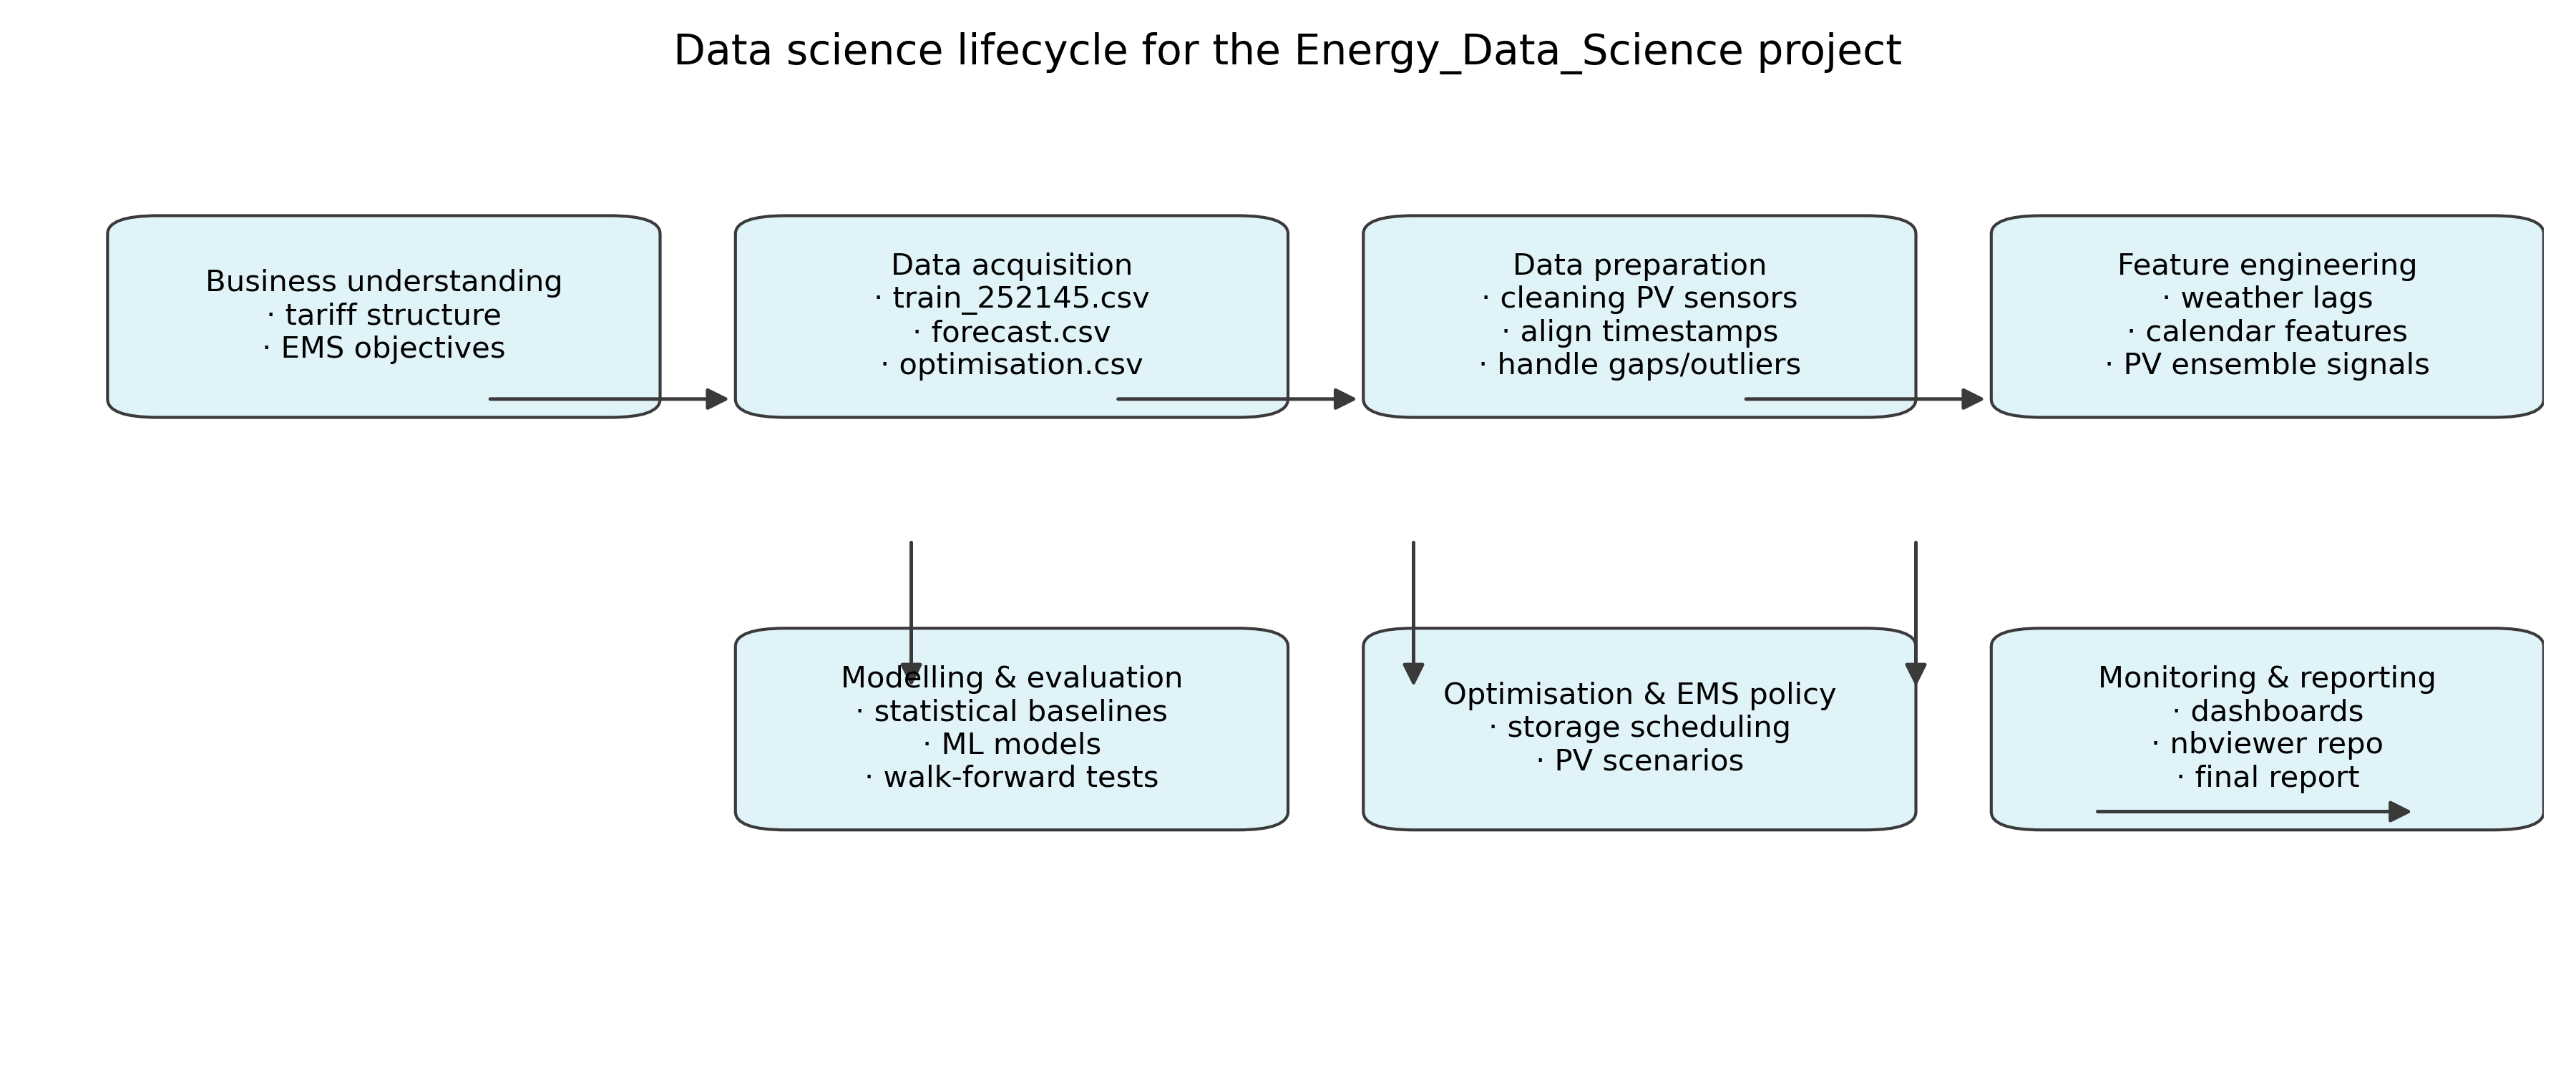 Data science lifecycle for the Energy_Data_Science project
Business understanding
· tariff structure
· EMS objectives
Data acquisition
· train_252145.csv
· forecast.csv
· optimisation.csv
Data preparation
· cleaning PV sensors
· align timestamps
· handle gaps/outliers
Feature engineering
· weather lags
· calendar features
· PV ensemble signals
Modelling & evaluation
· statistical baselines
· ML models
· walk-forward tests
Optimisation & EMS policy
· storage scheduling
· PV scenarios
Monitoring & reporting
· dashboards
· nbviewer repo
· final report